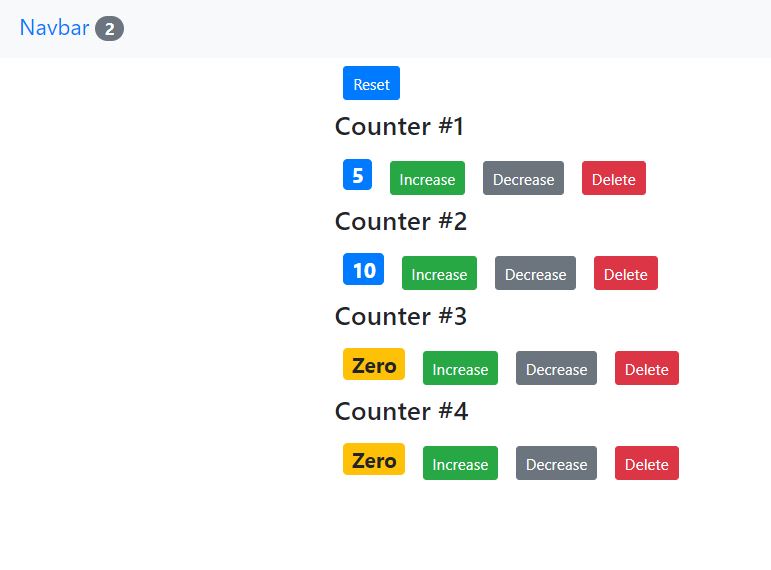 Navbar 2
Reset
Counter #1
5 Increase Decrease Delete
Counter #2
10 Increase Decrease Delete
Counter #3
Zero Increase Decrease Delete
Counter #4
Zero Increase Decrease Delete